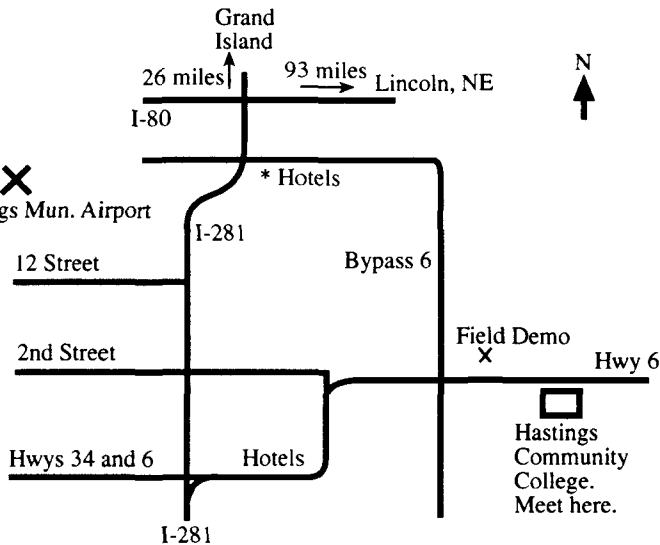 Grand
Island
26 miles
93 miles
Lincoln, NE
N
I-80
* Hotels
gs Mun. Airport
I-281
12 Street
Bypass 6
2nd Street
Field Demo
Hwy 6
Hwys 34 and 6
Hotels
Hastings
Community
College.
Meet here.
I-281